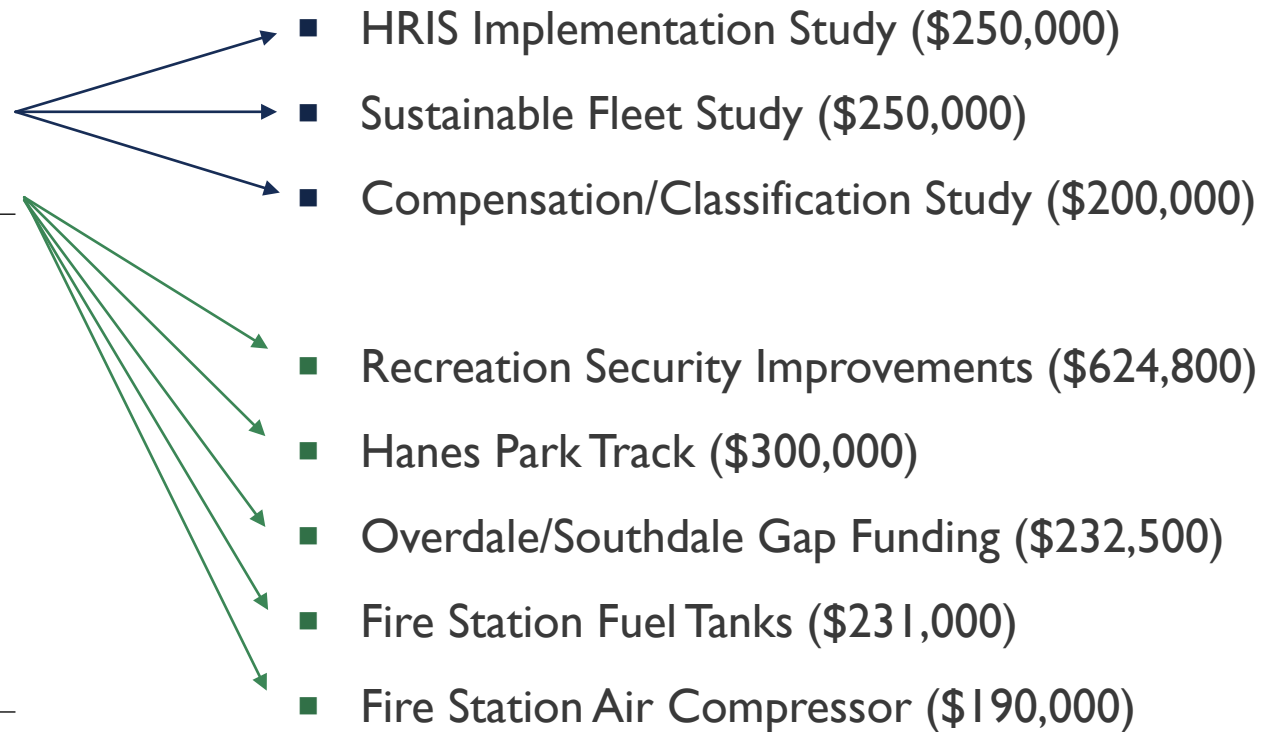 ▪ HRIS Implementation Study ($250,000)
▪ Sustainable Fleet Study ($250,000)
▪ Compensation/Classification Study ($200,000)
▪ Recreation Security Improvements ($624,800)
▪ Hanes Park Track ($300,000)
▪ Overdale/Southdale Gap Funding ($232,500)
▪ Fire Station Fuel Tanks ($231,000)
▪ Fire Station Air Compressor ($190,000)